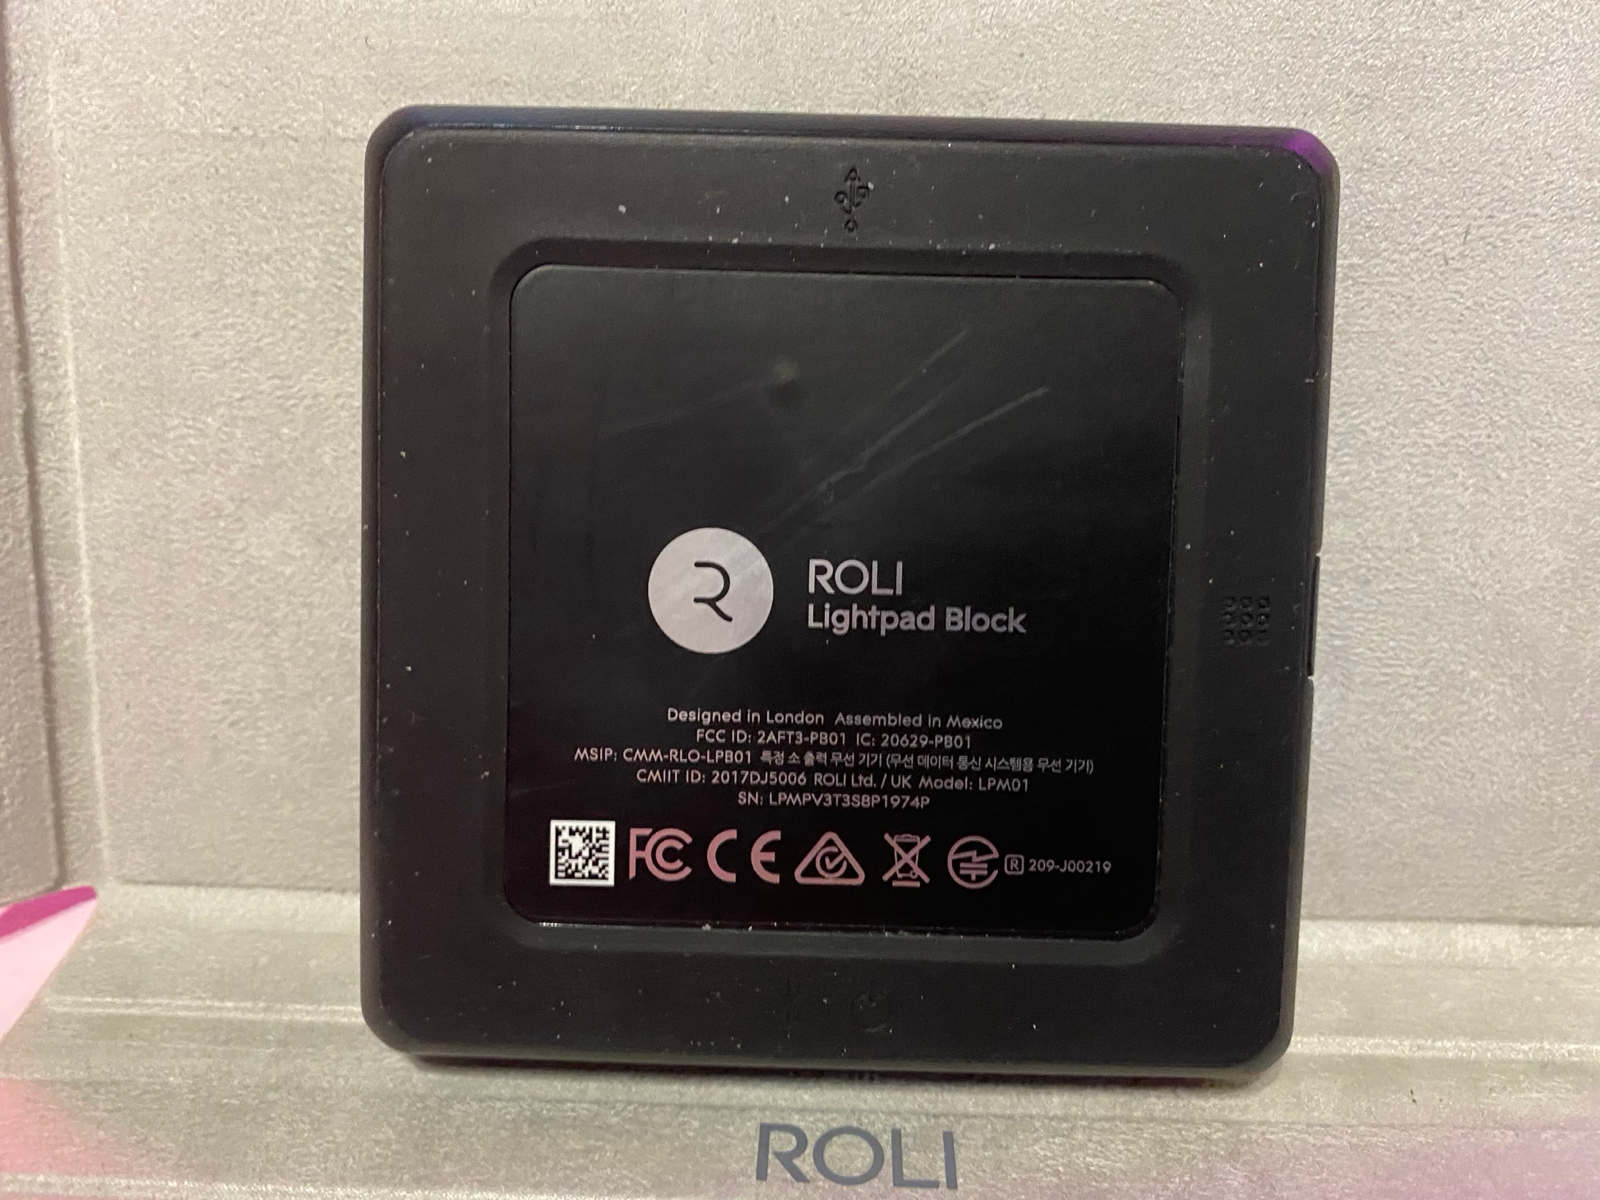 R
ROLI
Lightpad Block
Designed in London Assembled in Mexico
FCC ID: 2AFT3-PB01 IC: 20629-PB01
MSIP: CMM-RLO-LPB01 특정 소 출력 무선 기기 (무선 데이터 통신 시스템용 무선 기기)
CMIIT ID: 2017DJ5006 ROLI Ltd. / UK Model: LPM01
SN: LPMPV3T3S8P1974P
FC CE R 209-J00219
ROLI